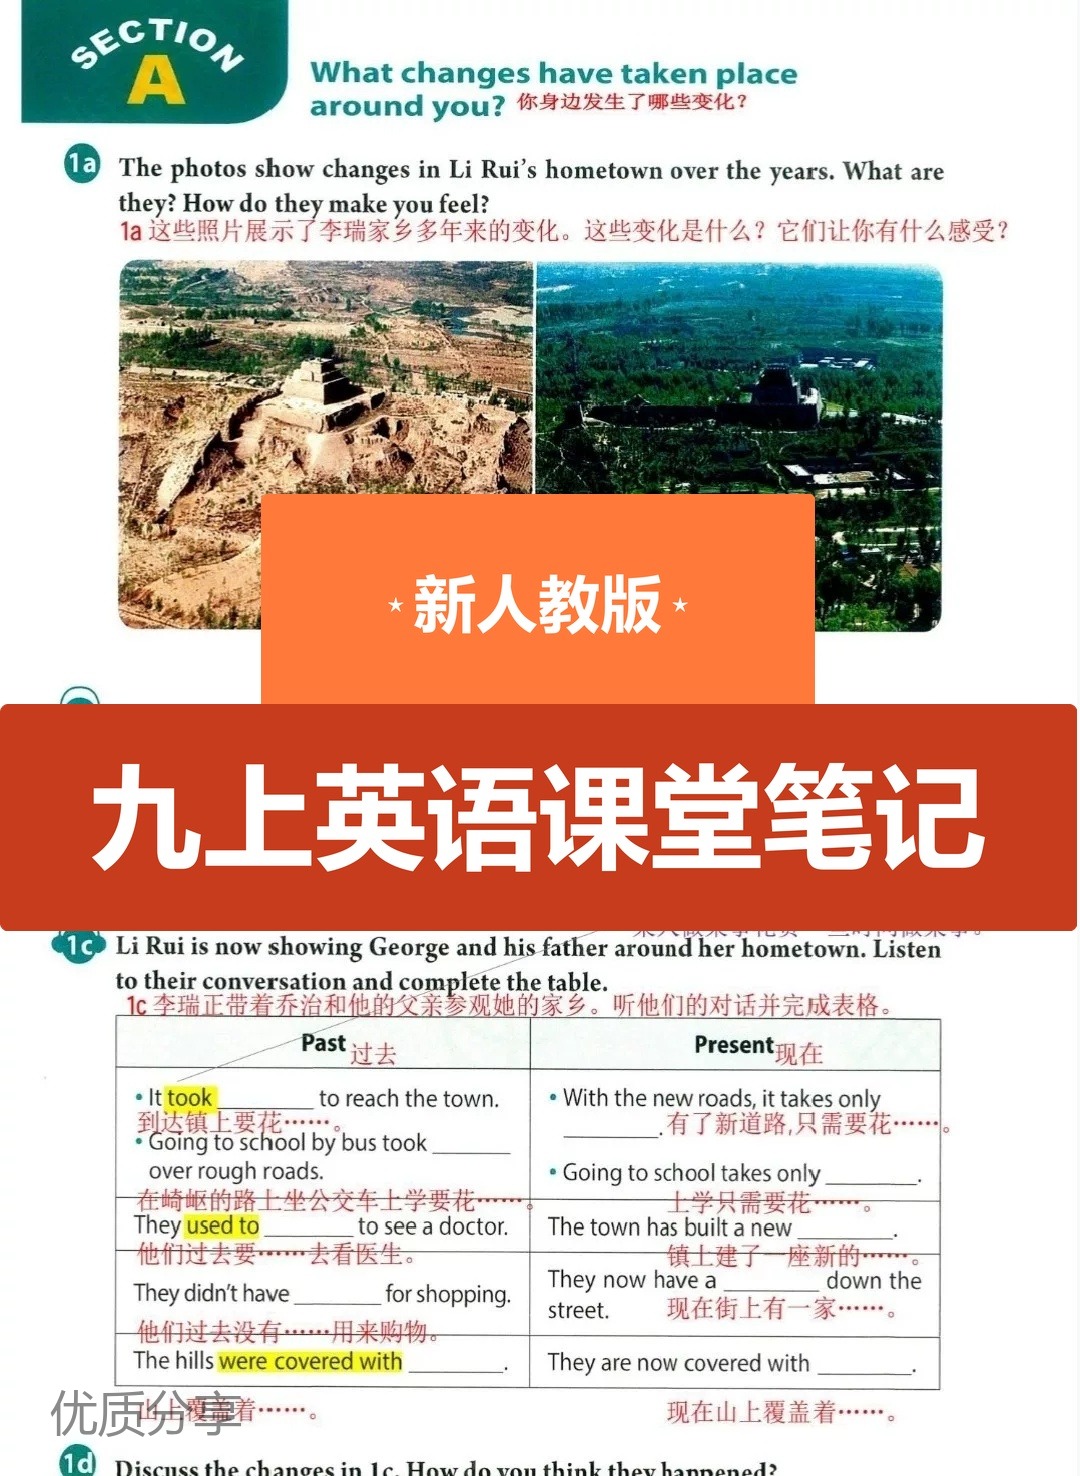 SECTION
A
What changes have taken place
around you? 你身边发生了哪些变化?
1a The photos show changes in Li Rui's hometown over the years. What are
they? How do they make you feel?
1a 这些照片展示了李瑞家乡多年来的变化。这些变化是什么?它们让你有什么感受?
新人教版
九上英语课堂笔记
1c Li Rui is now showing George and his father around her hometown. Listen
to their conversation and complete the table.
1c 李瑞正带着乔治和他的父亲参观她的家乡。听他们的对话并完成表格。
Past 过去
Present 现在
• It took ________ to reach the town.
到达镇上要花……。
• Going to school by bus took ________
over rough roads.
在崎岖的路上坐公交车上学要花……。
• With the new roads, it takes only
________. 有了新道路,只需要花……。
• Going to school takes only ________.
上学只需要花……。
They used to ________ to see a doctor.
他们过去要……去看医生。
The town has built a new ________.
镇上建了一座新的……。
They didn't have ________ for shopping.
他们过去没有……用来购物。
They now have a ________ down the
street. 现在街上有一家……。
The hills were covered with ________.
山上覆盖着……。
They are now covered with ________.
现在山上覆盖着……。
优质分享
1d Discuss the changes in 1c. How do you think they happened?